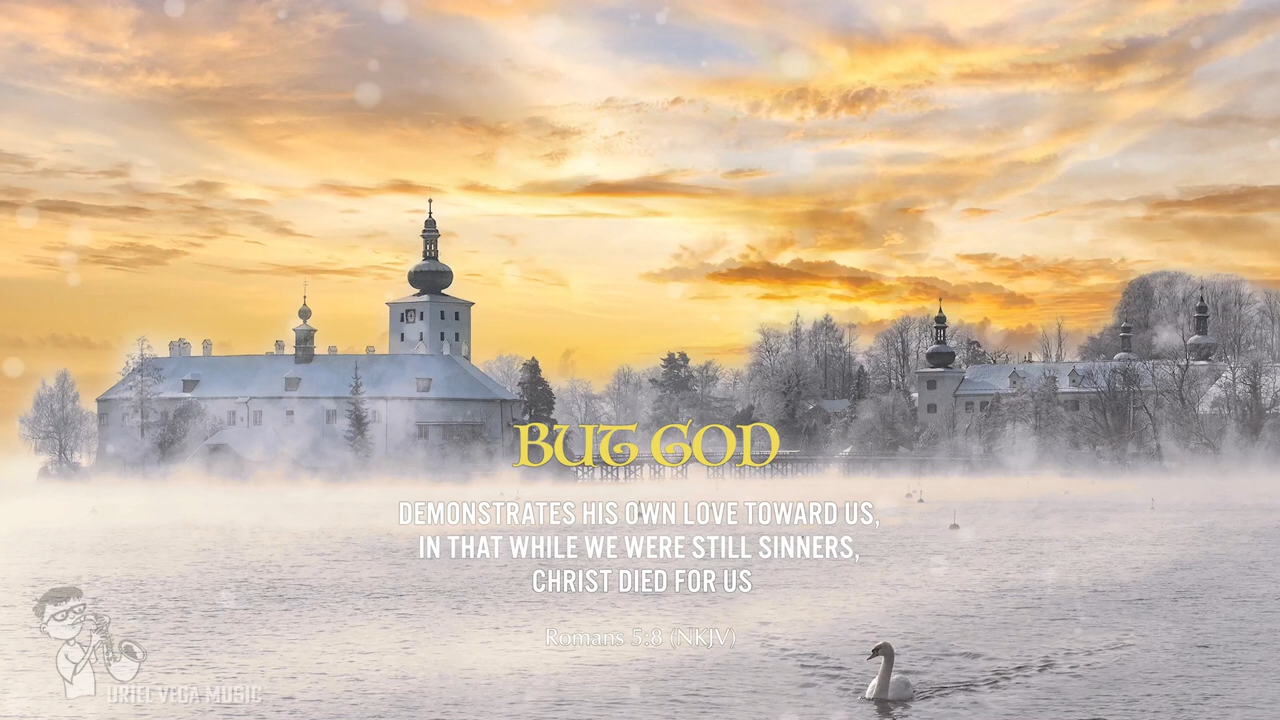 BUT GOD
DEMONSTRATES HIS OWN LOVE TOWARD US,
IN THAT WHILE WE WERE STILL SINNERS,
CHRIST DIED FOR US
Romans 5:8 (NKJV)
URIEL VEGA MUSIC